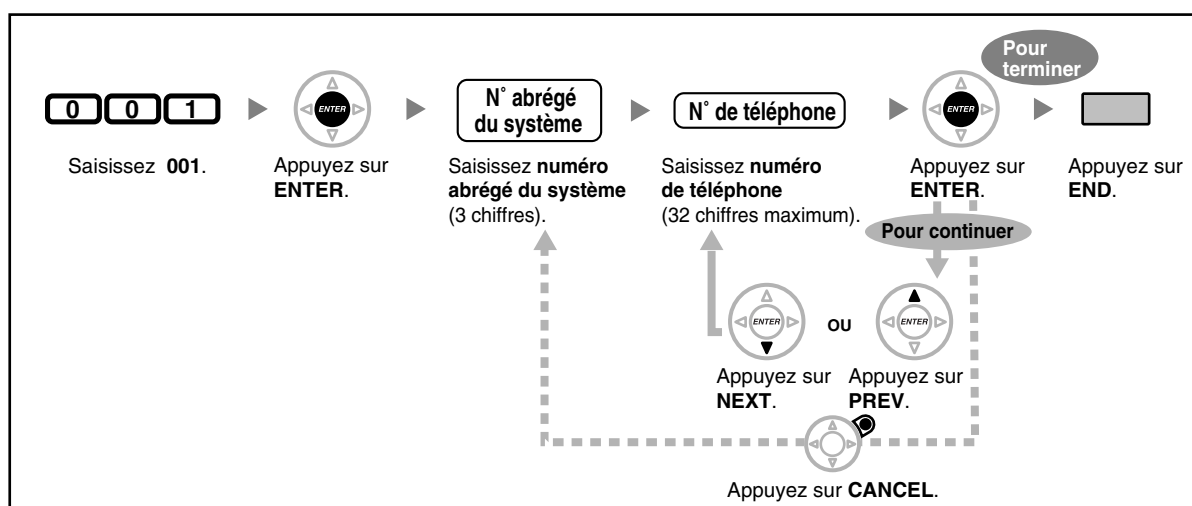 Pour
terminer
0 0 1
ENTER
N° abrégé
du système
N° de téléphone
ENTER
Saisissez 001.
Appuyez sur
ENTER.
Saisissez numéro
abrégé du système
(3 chiffres).
Saisissez numéro
de téléphone
(32 chiffres maximum).
Appuyez sur
ENTER.
Appuyez sur
END.
Pour continuer
ENTER
OU
ENTER
Appuyez sur
NEXT.
Appuyez sur
PREV.
Appuyez sur CANCEL.